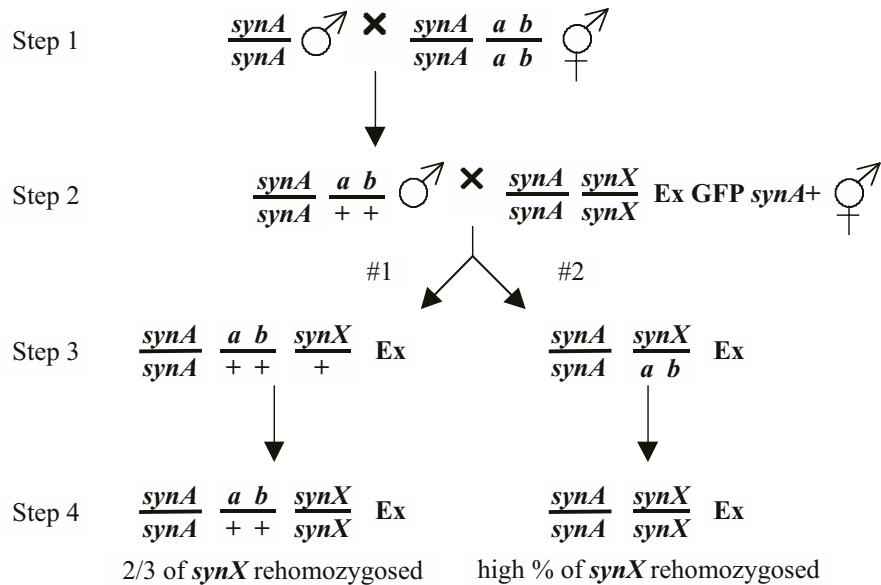 Step 1 synA/synA ♂ × synA/synA a b/a b ⚥
Step 2 synA/synA a b/+ + ♂ × synA/synA synX/synX Ex GFP synA+ ⚥
#1 #2
Step 3 synA/synA a b/+ + synX/+ Ex synA/synA synX/a b Ex
Step 4 synA/synA a b/+ + synX/synX Ex synA/synA synX/synX Ex
2/3 of synX rehomozygosed high % of synX rehomozygosed